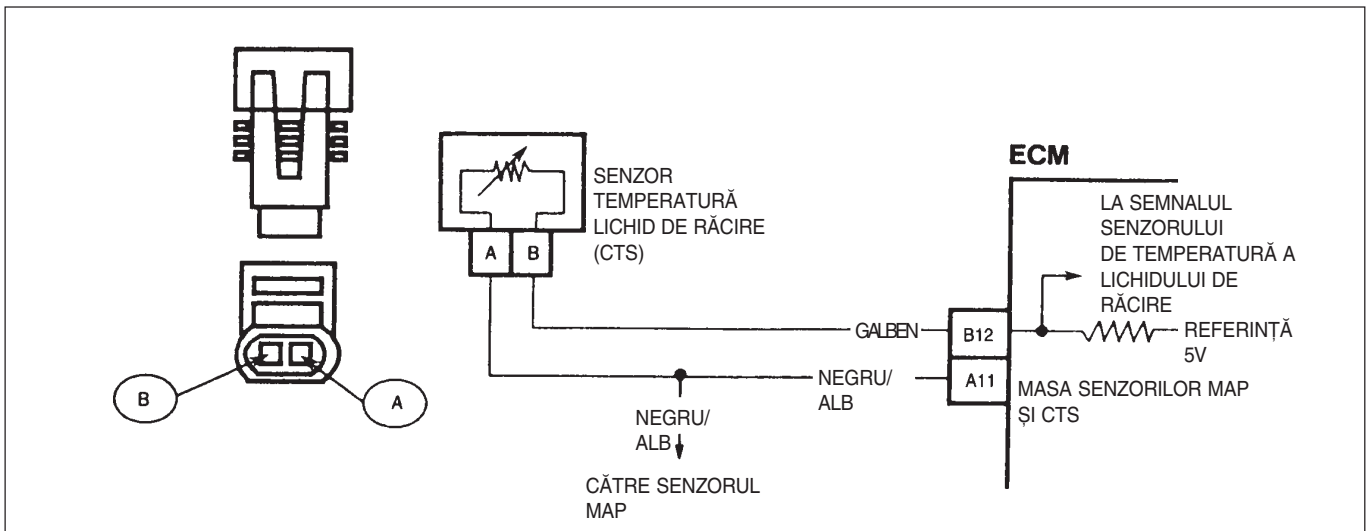 SENZOR
TEMPERATURĂ
LICHID DE RĂCIRE
(CTS)
A B
B
A
ECM
LA SEMNALUL
SENZORULUI
DE TEMPERATURĂ A
LICHIDULUI DE
RĂCIRE
GALBEN
B12
REFERINȚĂ
5V
NEGRU/
ALB
A11
MASA SENZORILOR MAP
ȘI CTS
NEGRU/
ALB
CĂTRE SENZORUL
MAP